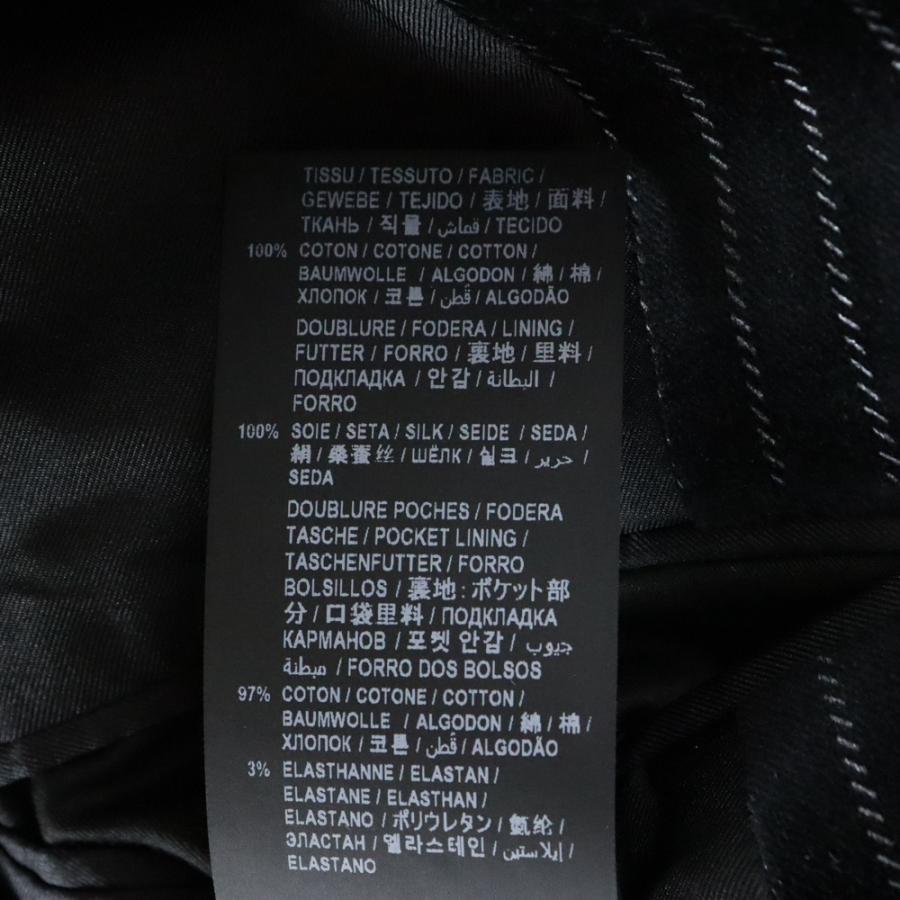 TISSU / TESSUTO / FABRIC /
GEWEBE / TEJIDO / 表地 / 面料 /
ТКАНЬ / 직물 / قماش / TECIDO
100% COTON / COTONE / COTTON /
BAUMWOLLE / ALGODON / 綿 / 棉 /
ХЛОПОК / 코튼 / قُطن / ALGODÃO
DOUBLURE / FODERA / LINING /
FUTTER / FORRO / 裏地 / 里料 /
ПОДКЛАДКА / 안감 / البطانة /
FORRO
100% SOIE / SETA / SILK / SEIDE / SEDA /
絹 / 桑蚕丝 / ШЁЛК / 실크 / حرير /
SEDA
DOUBLURE POCHES / FODERA
TASCHE / POCKET LINING /
TASCHENFUTTER / FORRO
BOLSILLOS / 裏地:ポケット部
分 / 口袋里料 / ПОДКЛАДКА
КАРМАНОВ / 포켓 안감 / جيوب
مبطنة / FORRO DOS BOLSOS
97% COTON / COTONE / COTTON /
BAUMWOLLE / ALGODON / 綿 / 棉 /
ХЛОПОК / 코튼 / قُطن / ALGODÃO
3% ELASTHANNE / ELASTAN /
ELASTANE / ELASTHAN /
ELASTANO / ポリウレタン / 氨纶 /
ЭЛАСТАН / 엘라스테인 / إيلاستين /
ELASTANO